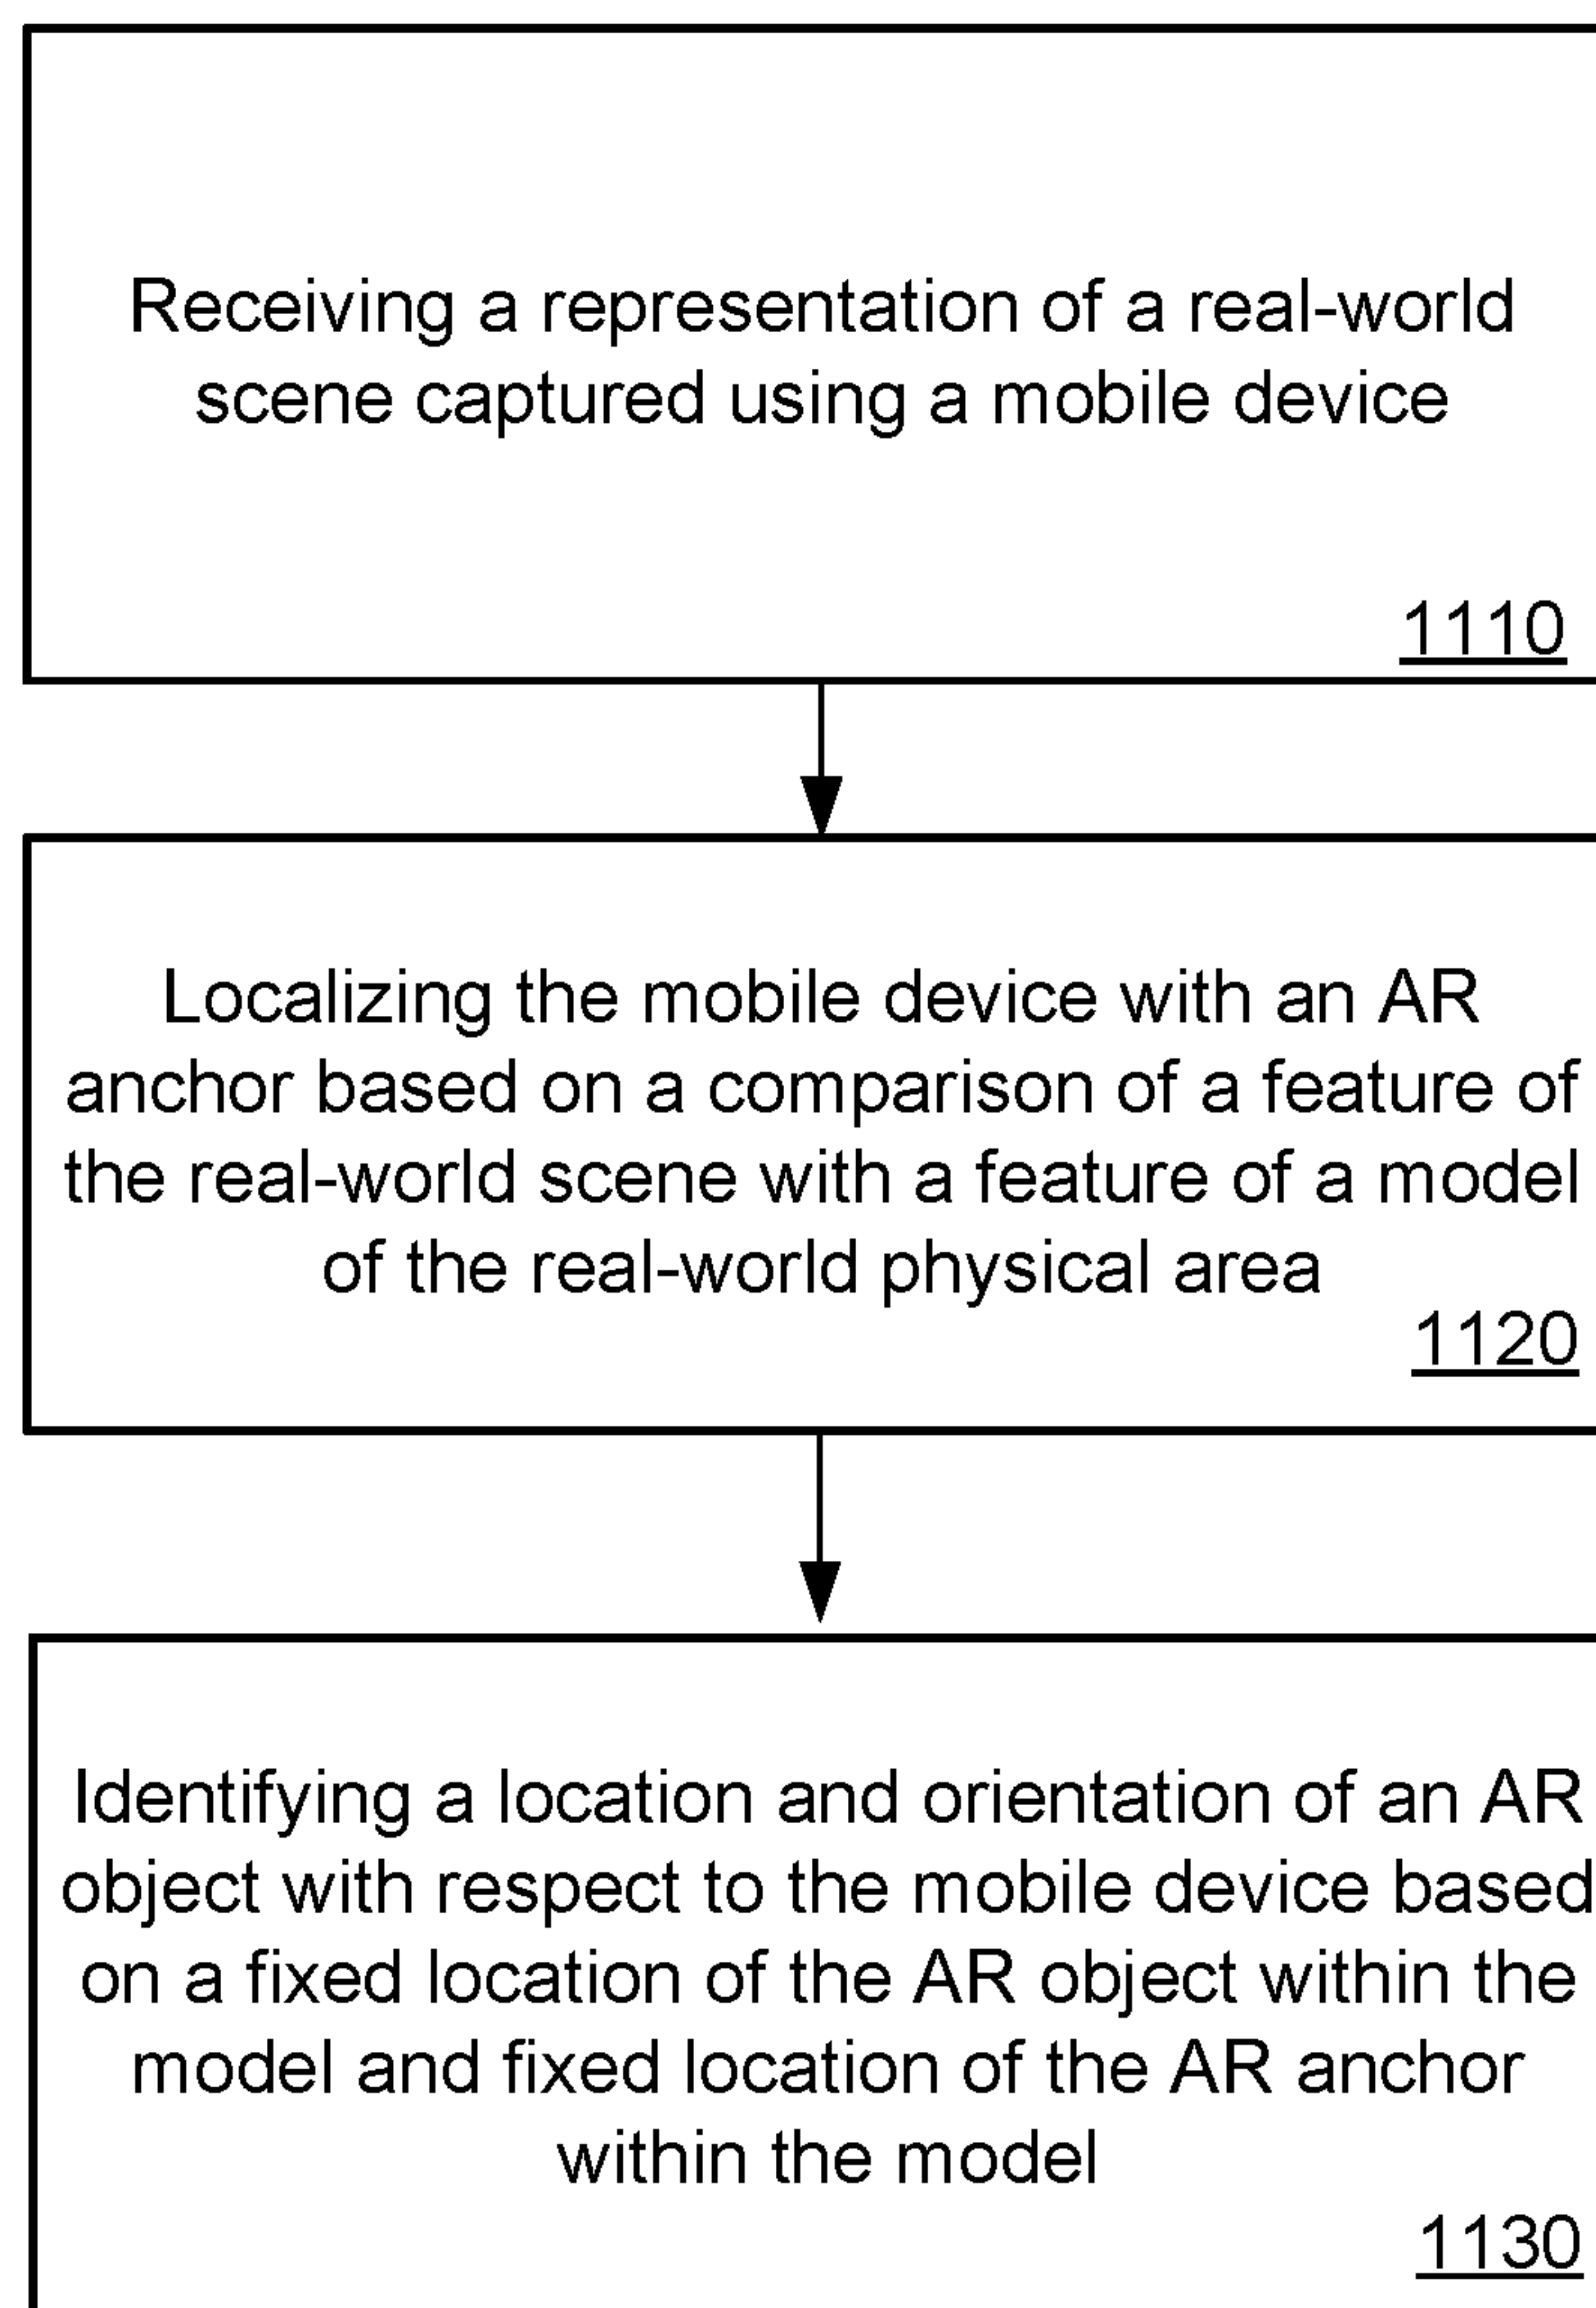 Receiving a representation of a real-world
scene captured using a mobile device
1110
Localizing the mobile device with an AR
anchor based on a comparison of a feature of
the real-world scene with a feature of a model
of the real-world physical area
1120
Identifying a location and orientation of an AR
object with respect to the mobile device based
on a fixed location of the AR object within the
model and fixed location of the AR anchor
within the model
1130